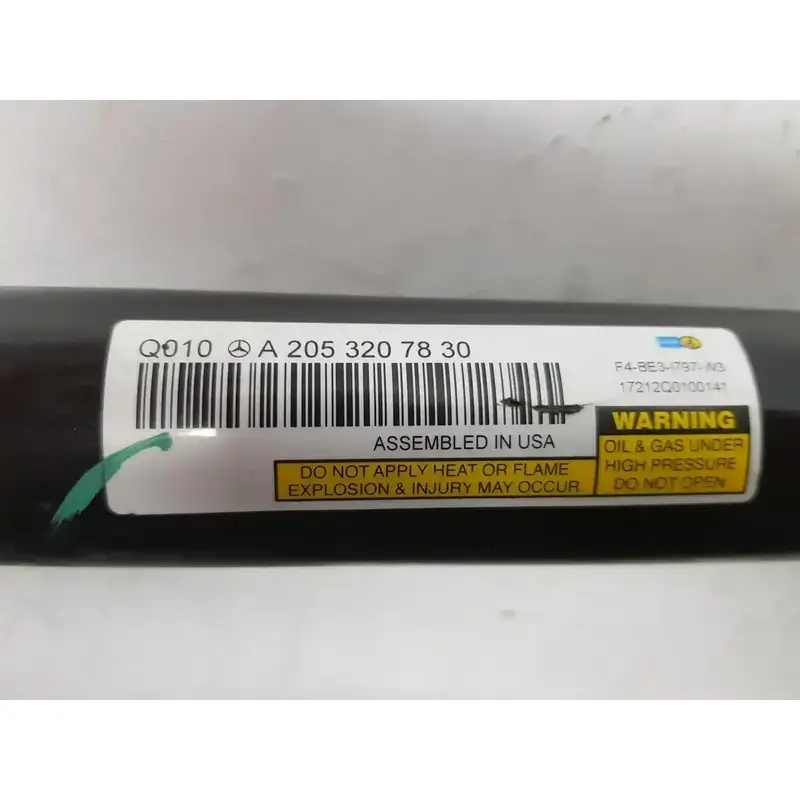 Q010 A 205 320 78 30
F4-BE3-I797-W3
17212Q0100141
ASSEMBLED IN USA
DO NOT APPLY HEAT OR FLAME
EXPLOSION & INJURY MAY OCCUR
WARNING
OIL & GAS UNDER
HIGH PRESSURE
DO NOT OPEN